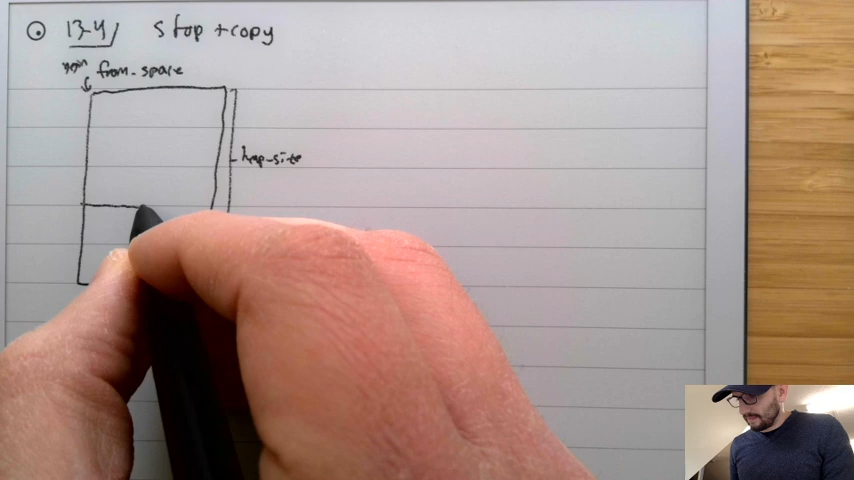 13-4/ stop + copy
from-space
heap-size